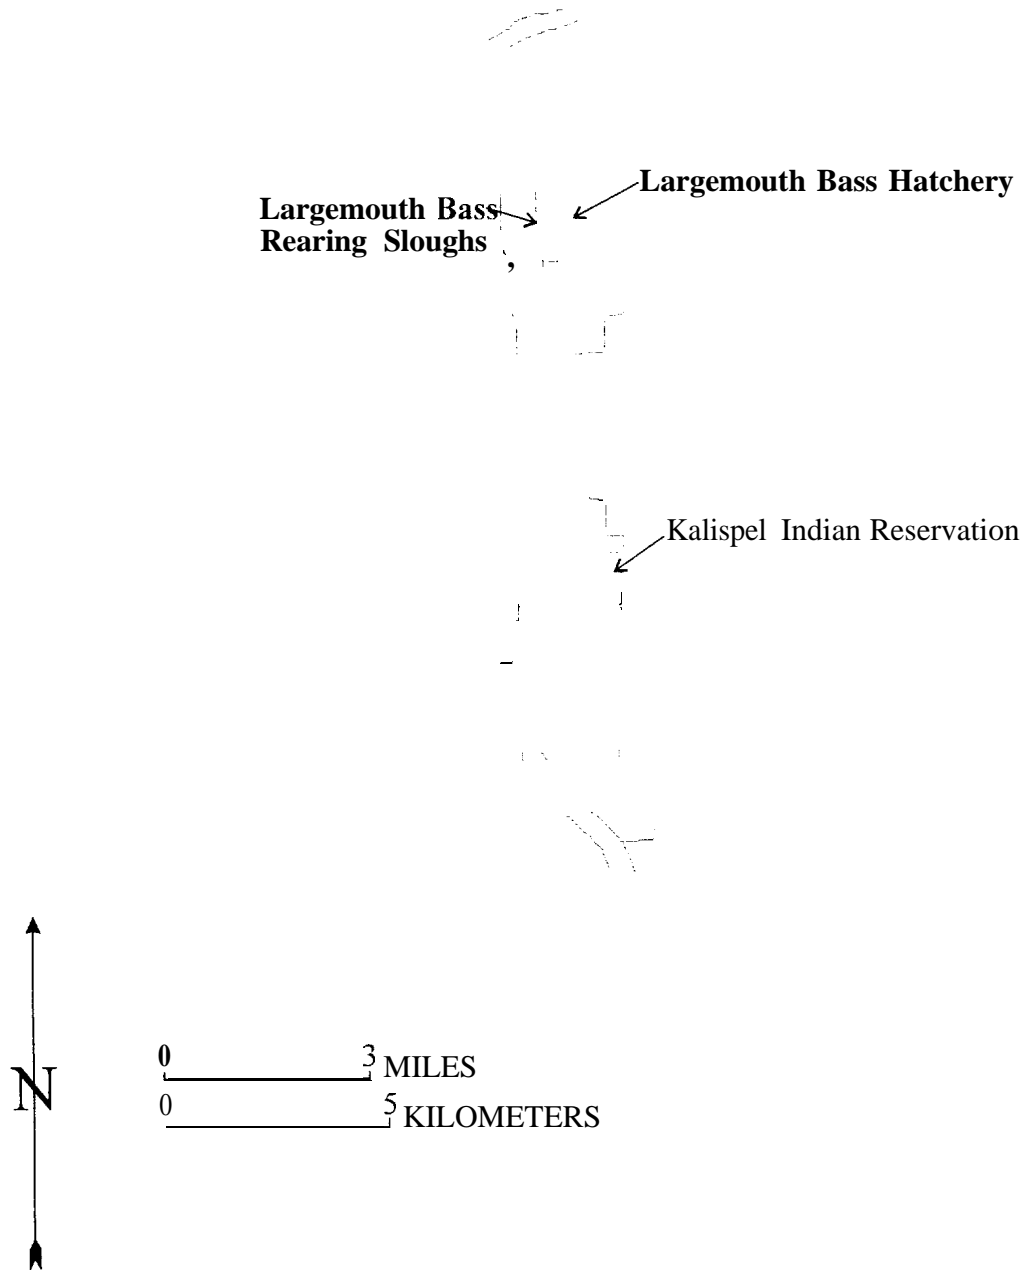 Largemouth Bass Hatchery
Largemouth Bass
Rearing Sloughs
Kalispel Indian Reservation
N
0 3 MILES
0 5 KILOMETERS